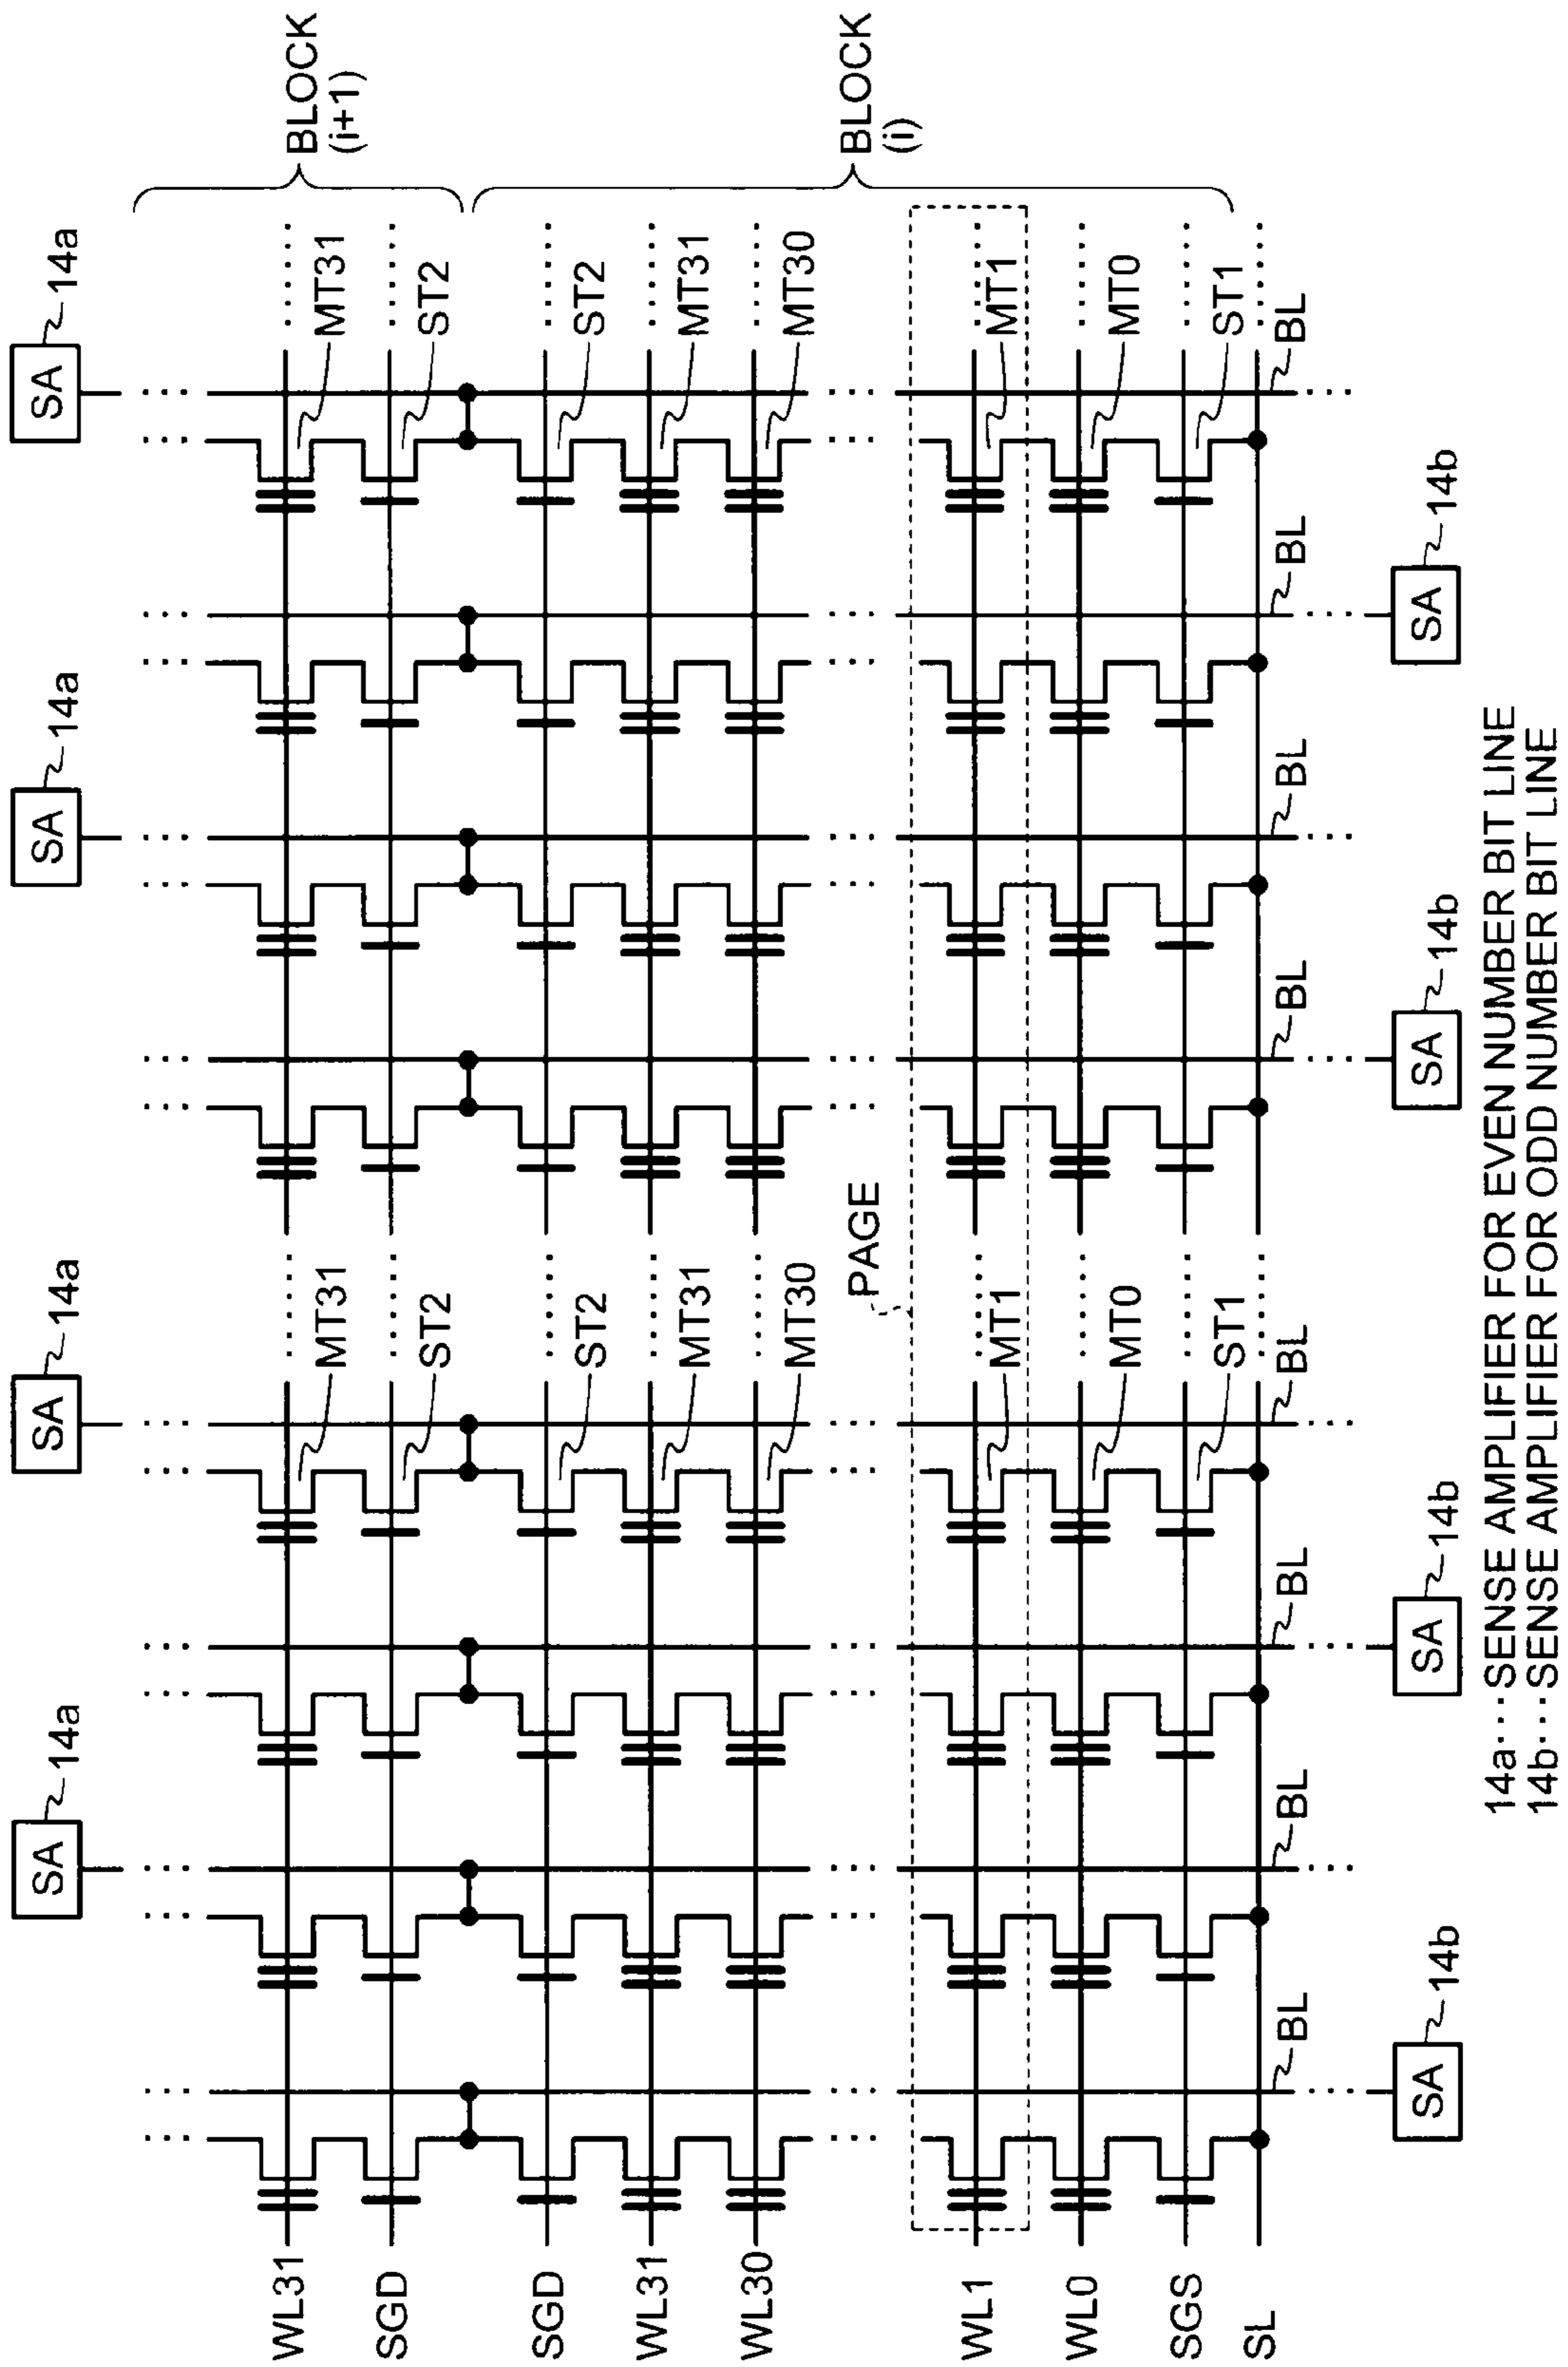 SA 14a SA 14a SA 14a SA 14a
BLOCK
(i+1)
WL31 MT31 MT31
SGD ST2 ST2
BLOCK
(i)
SGD ST2 ST2
WL31 MT31 MT31
WL30 MT30 MT30
PAGE
WL1 MT1 MT1
WL0 MT0 MT0
SGS ST1 ST1
SL
BL BL BL BL BL BL BL BL
SA 14b SA 14b SA 14b SA 14b
14a···SENSE AMPLIFIER FOR EVEN NUMBER BIT LINE
14b···SENSE AMPLIFIER FOR ODD NUMBER BIT LINE